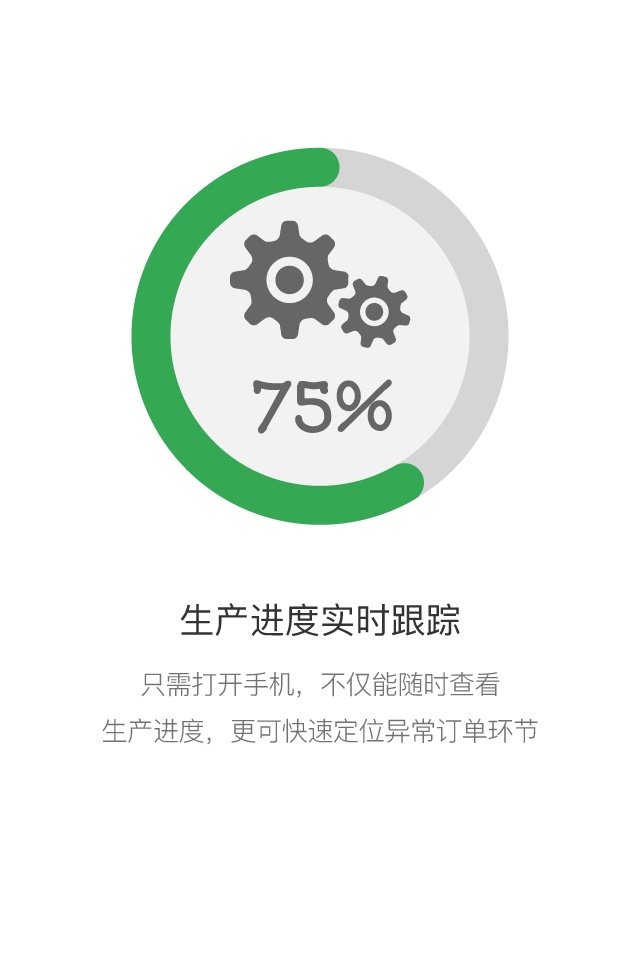 75%
生产进度实时跟踪
只需打开手机，不仅能随时查看
生产进度，更可快速定位异常订单环节